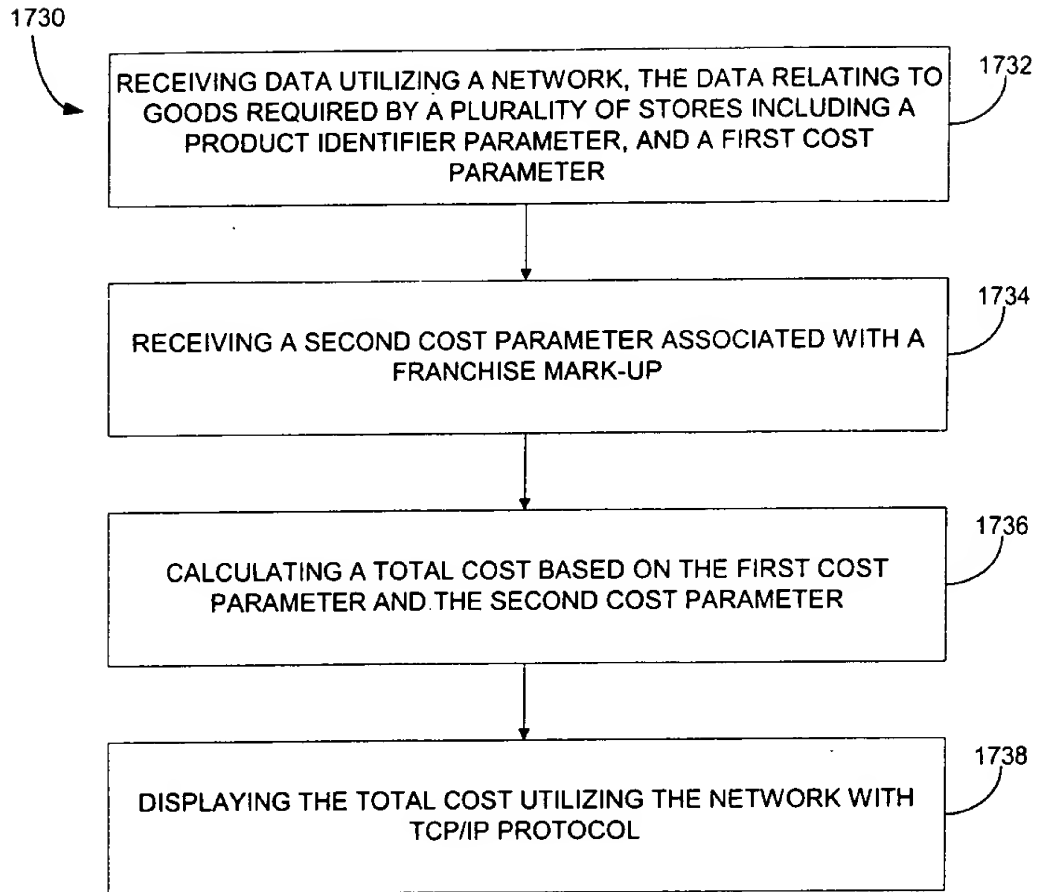 1730
RECEIVING DATA UTILIZING A NETWORK, THE DATA RELATING TO
GOODS REQUIRED BY A PLURALITY OF STORES INCLUDING A
PRODUCT IDENTIFIER PARAMETER, AND A FIRST COST
PARAMETER
1732
RECEIVING A SECOND COST PARAMETER ASSOCIATED WITH A
FRANCHISE MARK-UP
1734
CALCULATING A TOTAL COST BASED ON THE FIRST COST
PARAMETER AND THE SECOND COST PARAMETER
1736
DISPLAYING THE TOTAL COST UTILIZING THE NETWORK WITH
TCP/IP PROTOCOL
1738